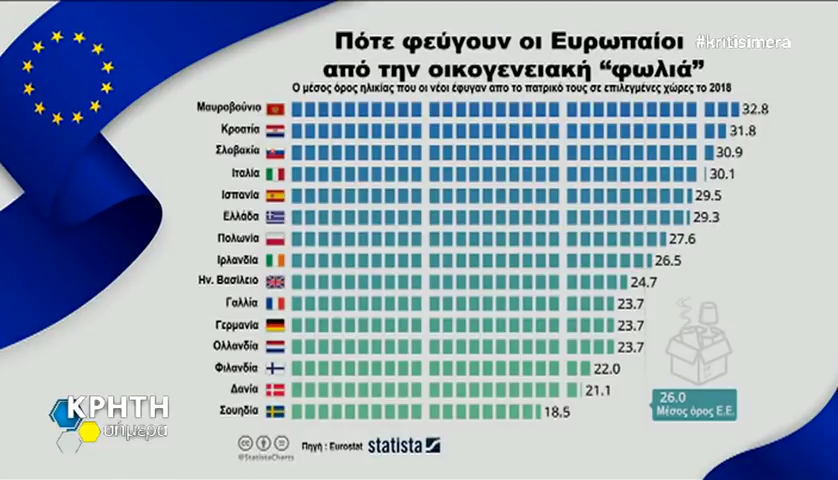 #kritisimera
Πότε φεύγουν οι Ευρωπαίοι
από την οικογενειακή “φωλιά”
Ο μέσος όρος ηλικίας που οι νέοι έφυγαν απο το πατρικό τους σε επιλεγμένες χώρες το 2018
Μαυροβούνιο 32.8
Κροατία 31.8
Σλοβακία 30.9
Ιταλία 30.1
Ισπανία 29.5
Ελλάδα 29.3
Πολωνία 27.6
Ιρλανδία 26.5
Ην. Βασίλειο 24.7
Γαλλία 23.7
Γερμανία 23.7
Ολλανδία 23.7
Φιλανδία 22.0
Δανία 21.1
Σουηδία 18.5
26.0
Μέσος όρος Ε.Ε.
ΚΡΗΤΗ
σήμερα
cc
@StatistaCharts
Πηγή : Eurostat statista